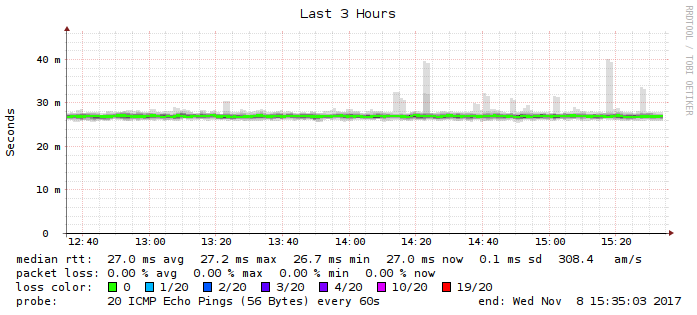 Last 3 Hours
RRDTOOL / TOBI OETIKER
Seconds
40 m
30 m
20 m
10 m
0
12:40 13:00 13:20 13:40 14:00 14:20 14:40 15:00 15:20
median rtt: 27.0 ms avg 27.2 ms max 26.7 ms min 27.0 ms now 0.1 ms sd 308.4 am/s
packet loss: 0.00 % avg 0.00 % max 0.00 % min 0.00 % now
loss color: 0 1/20 2/20 3/20 4/20 10/20 19/20
probe: 20 ICMP Echo Pings (56 Bytes) every 60s end: Wed Nov 8 15:35:03 2017